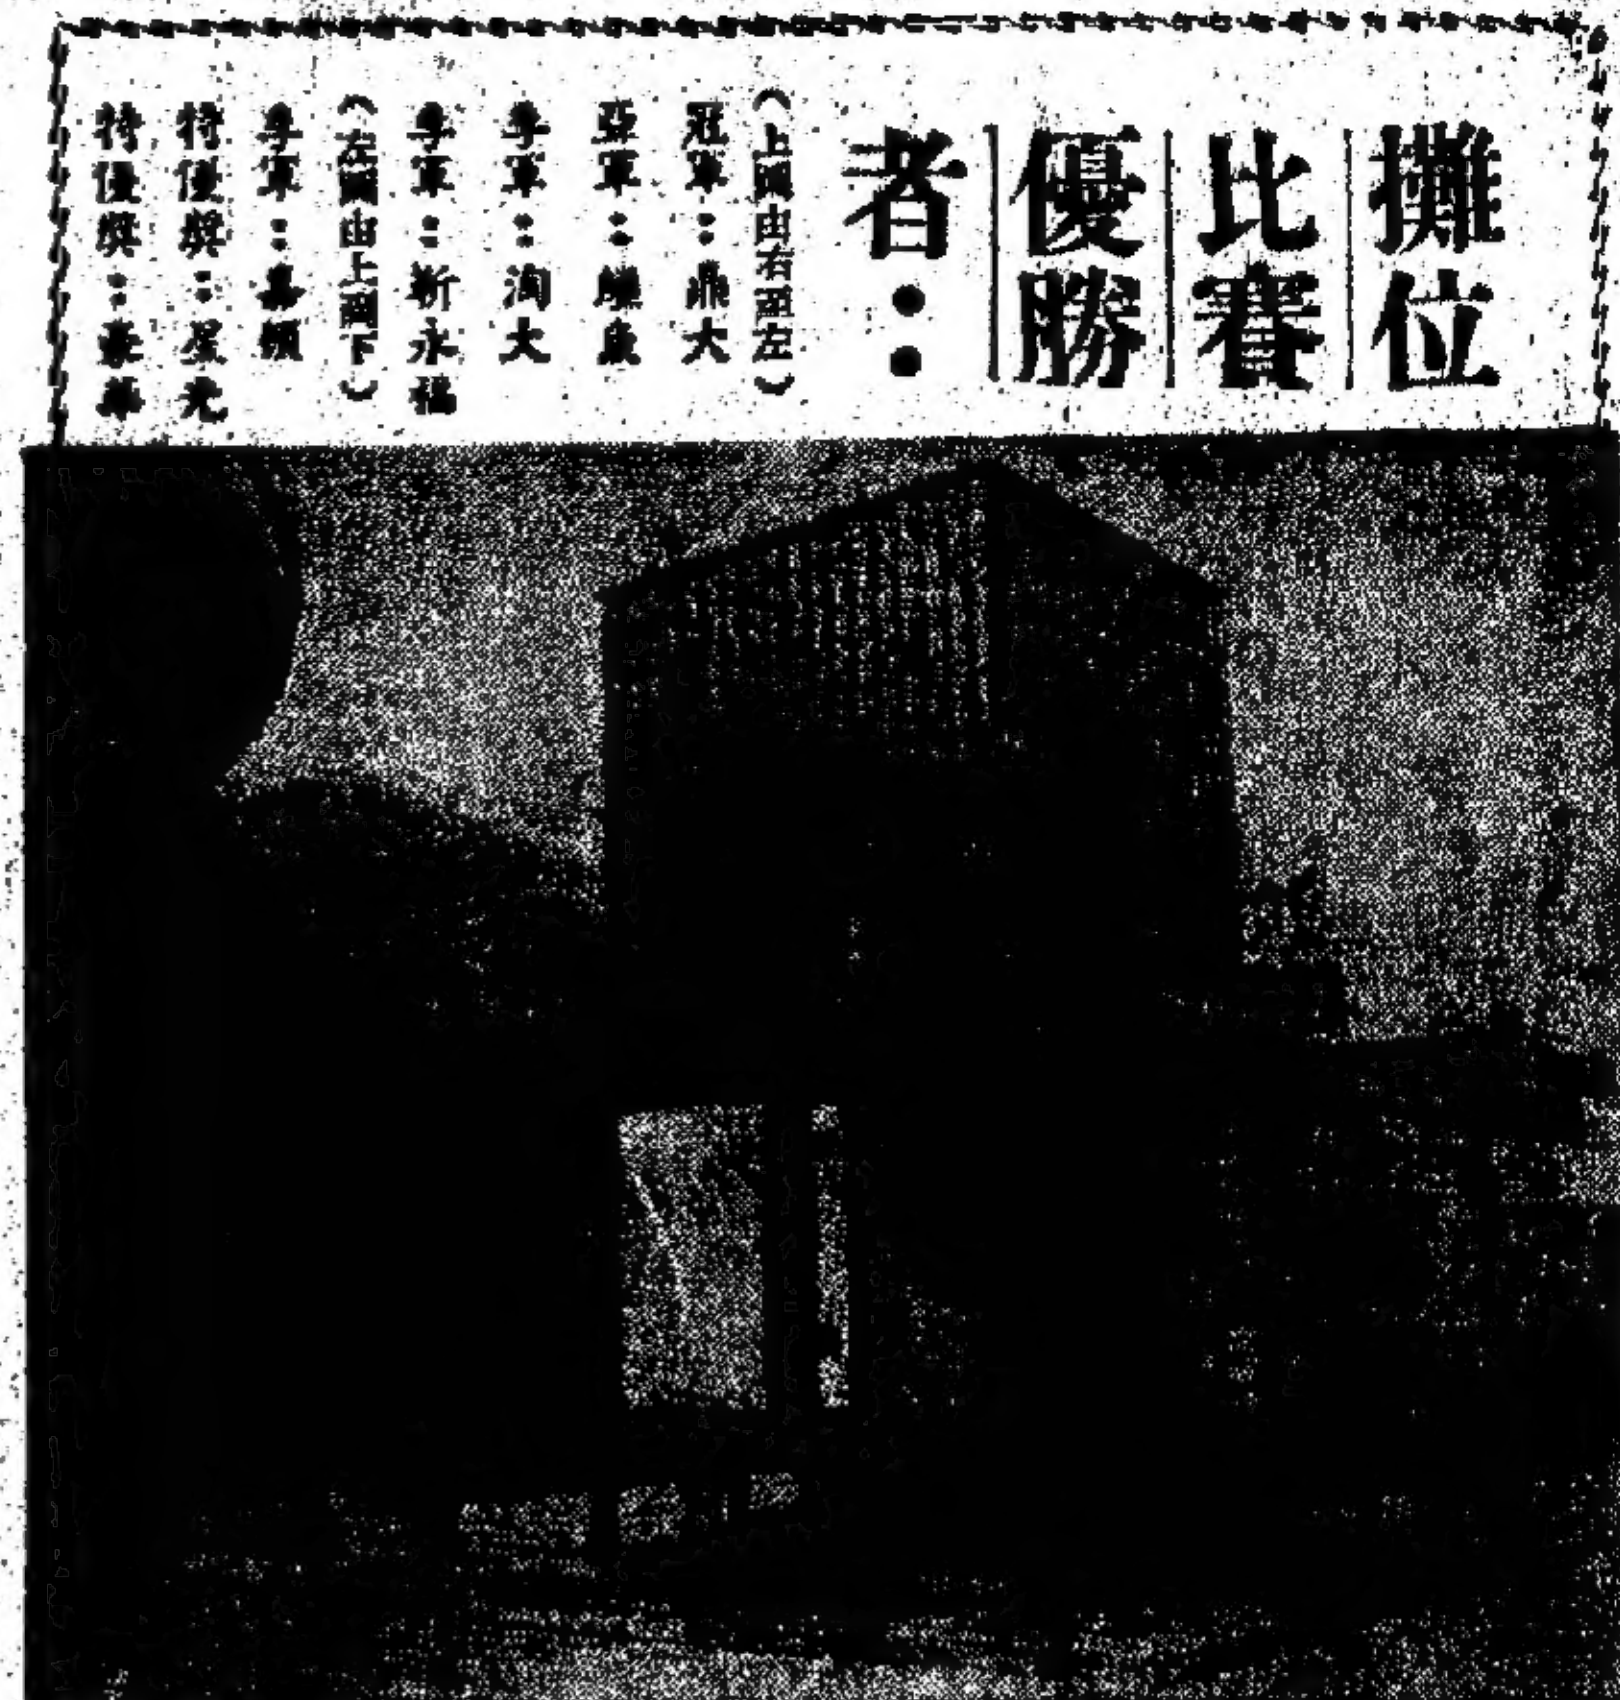 攤位
比賽
優勝
者：
（上圖由右至左）
冠軍：鼎大
亞軍：
季軍：淘大
季軍：新永福
（左圖由上而下）
季軍：嘉頓
特優獎：星光
特優獎：豪華